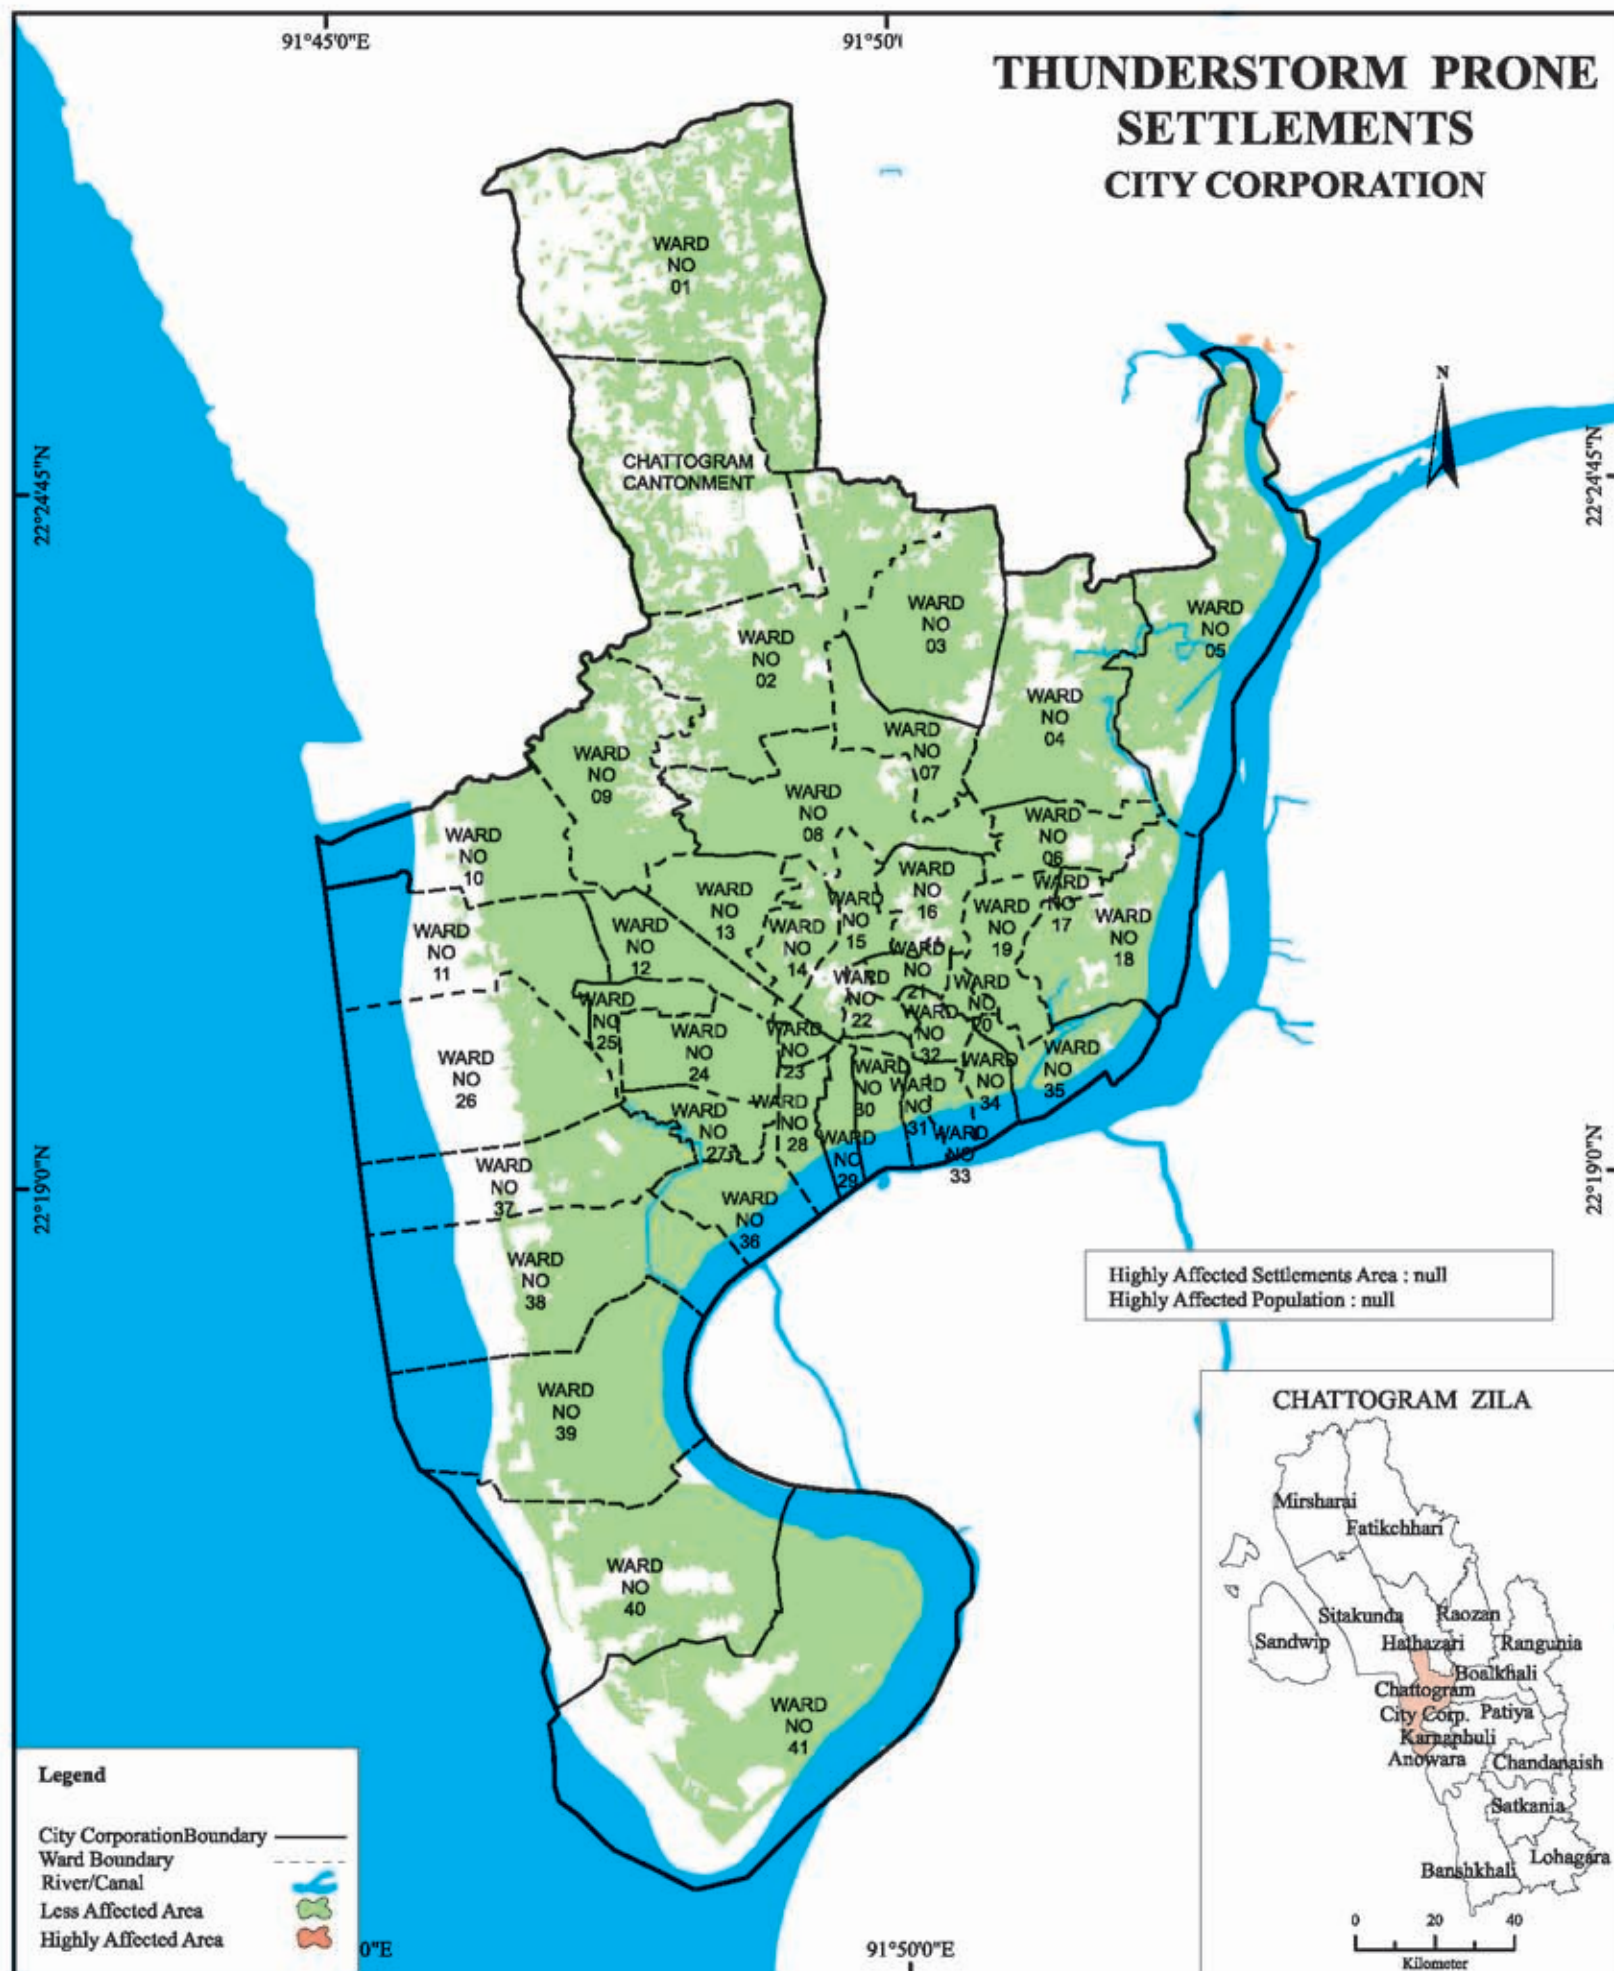 91°45'0"E
91°50'
THUNDERSTORM PRONE
SETTLEMENTS
CITY CORPORATION
WARD
NO
01
N
CHATTOGRAM
CANTONMENT
22°24'45"N
22°24'45"N
WARD
NO
03
WARD
NO
05
WARD
NO
02
WARD
NO
04
WARD
NO
07
WARD
NO
09
WARD
NO
08
WARD
NO
06
WARD
NO
10
WARD
NO
16
WARD
NO
17
WARD
NO
13
WARD
NO
15
WARD
NO
19
WARD
NO
18
WARD
NO
11
WARD
NO
12
WARD
NO
14
WARD
NO
21
WARD
NO
22
WARD
NO
20
WARD
NO
25
WARD
NO
32
WARD
NO
24
WARD
NO
23
WARD
NO
35
WARD
NO
26
WARD
NO
34
WARD
NO
30
WARD
NO
31
WARD
NO
28
WARD
NO
27
WARD
NO
33
WARD
NO
29
22°19'0"N
22°19'0"N
WARD
NO
37
WARD
NO
36
WARD
NO
38
Highly Affected Settlements Area : null
Highly Affected Population : null
WARD
NO
39
WARD
NO
40
WARD
NO
41
CHATTOGRAM ZILA
Mirsharai
Fatikchhari
Sitakunda
Raozan
Sandwip
Hathazari
Rangunia
Boalkhali
Chattogram
City Corp.
Patiya
Karnaphuli
Anowara
Chandanaish
Satkania
Lohagara
Banshkhali
0 20 40
Kilometer
Legend
City CorporationBoundary
Ward Boundary
River/Canal
Less Affected Area
Highly Affected Area
0"E
91°50'0"E